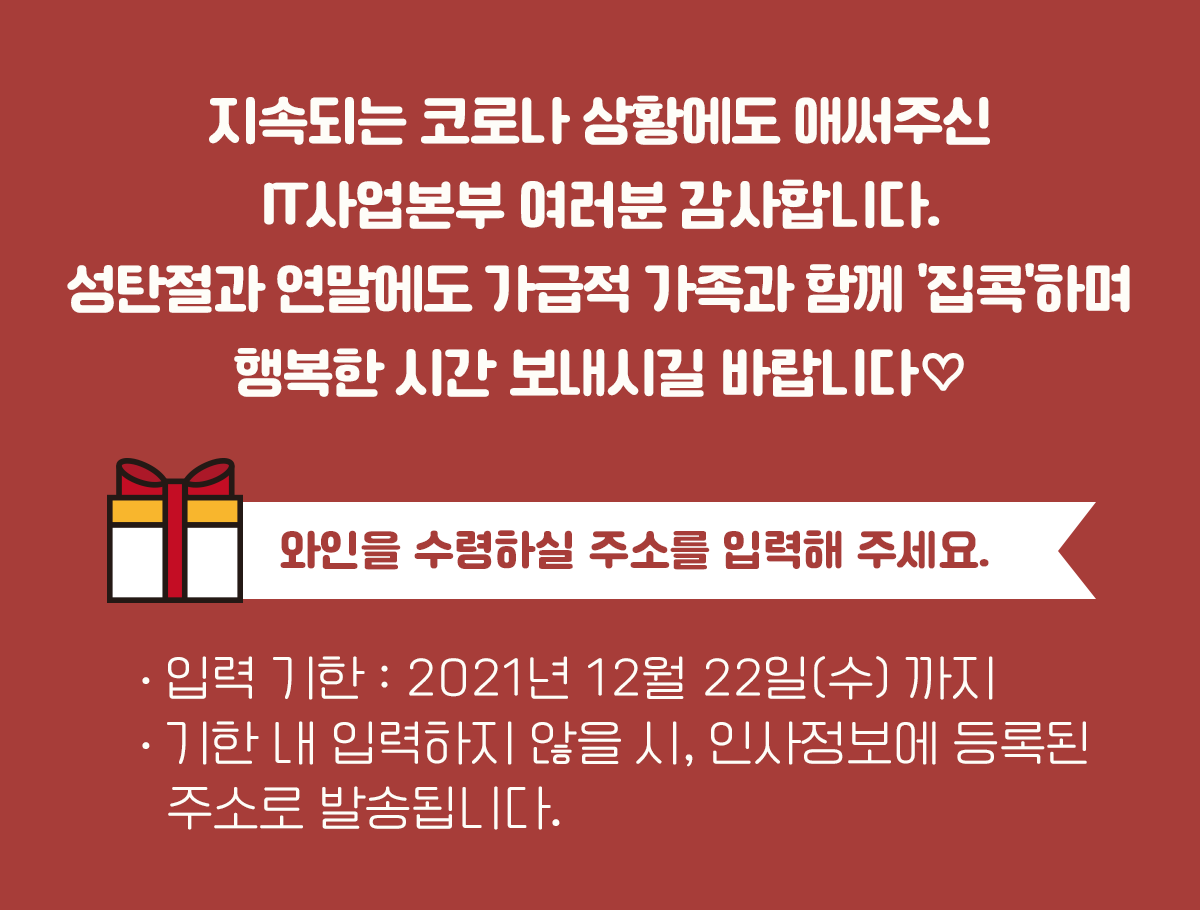 지속되는 코로나 상황에도 애써주신
IT사업본부 여러분 감사합니다.
성탄절과 연말에도 가급적 가족과 함께 '집콕'하며
행복한 시간 보내시길 바랍니다♡
와인을 수령하실 주소를 입력해 주세요.
· 입력 기한 : 2021년 12월 22일(수) 까지
· 기한 내 입력하지 않을 시, 인사정보에 등록된
주소로 발송됩니다.